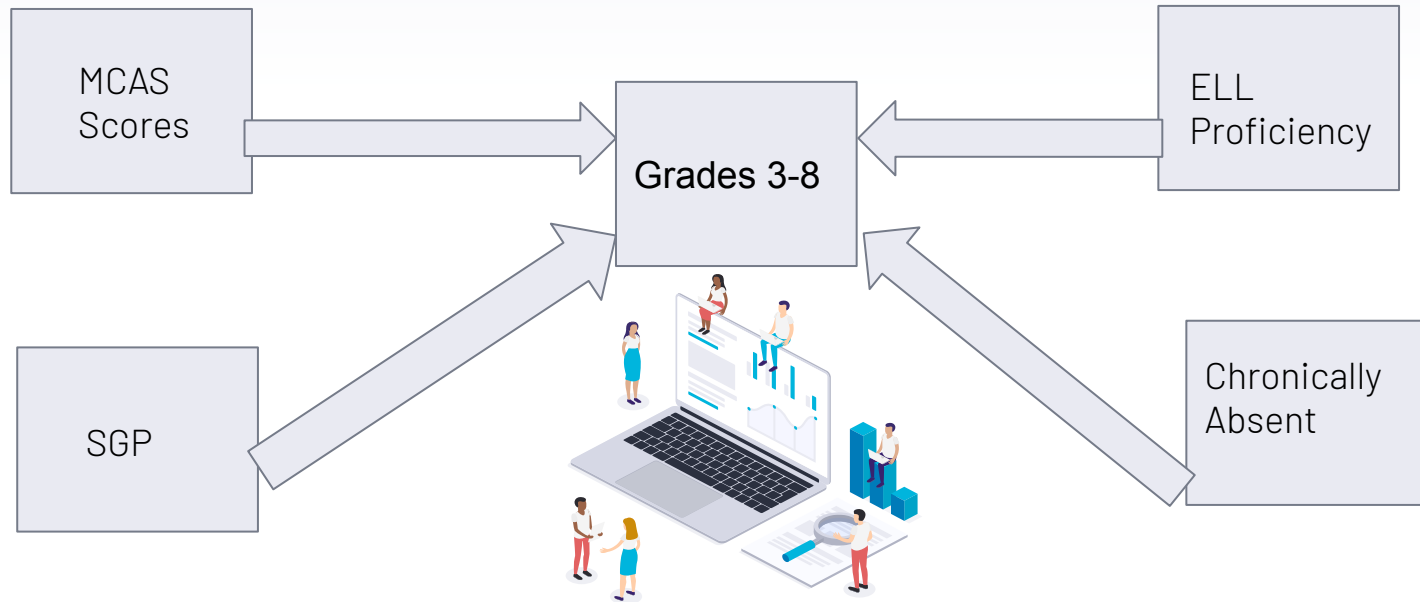 MCAS
Scores
Grades 3-8
ELL
Proficiency
SGP
Chronically
Absent